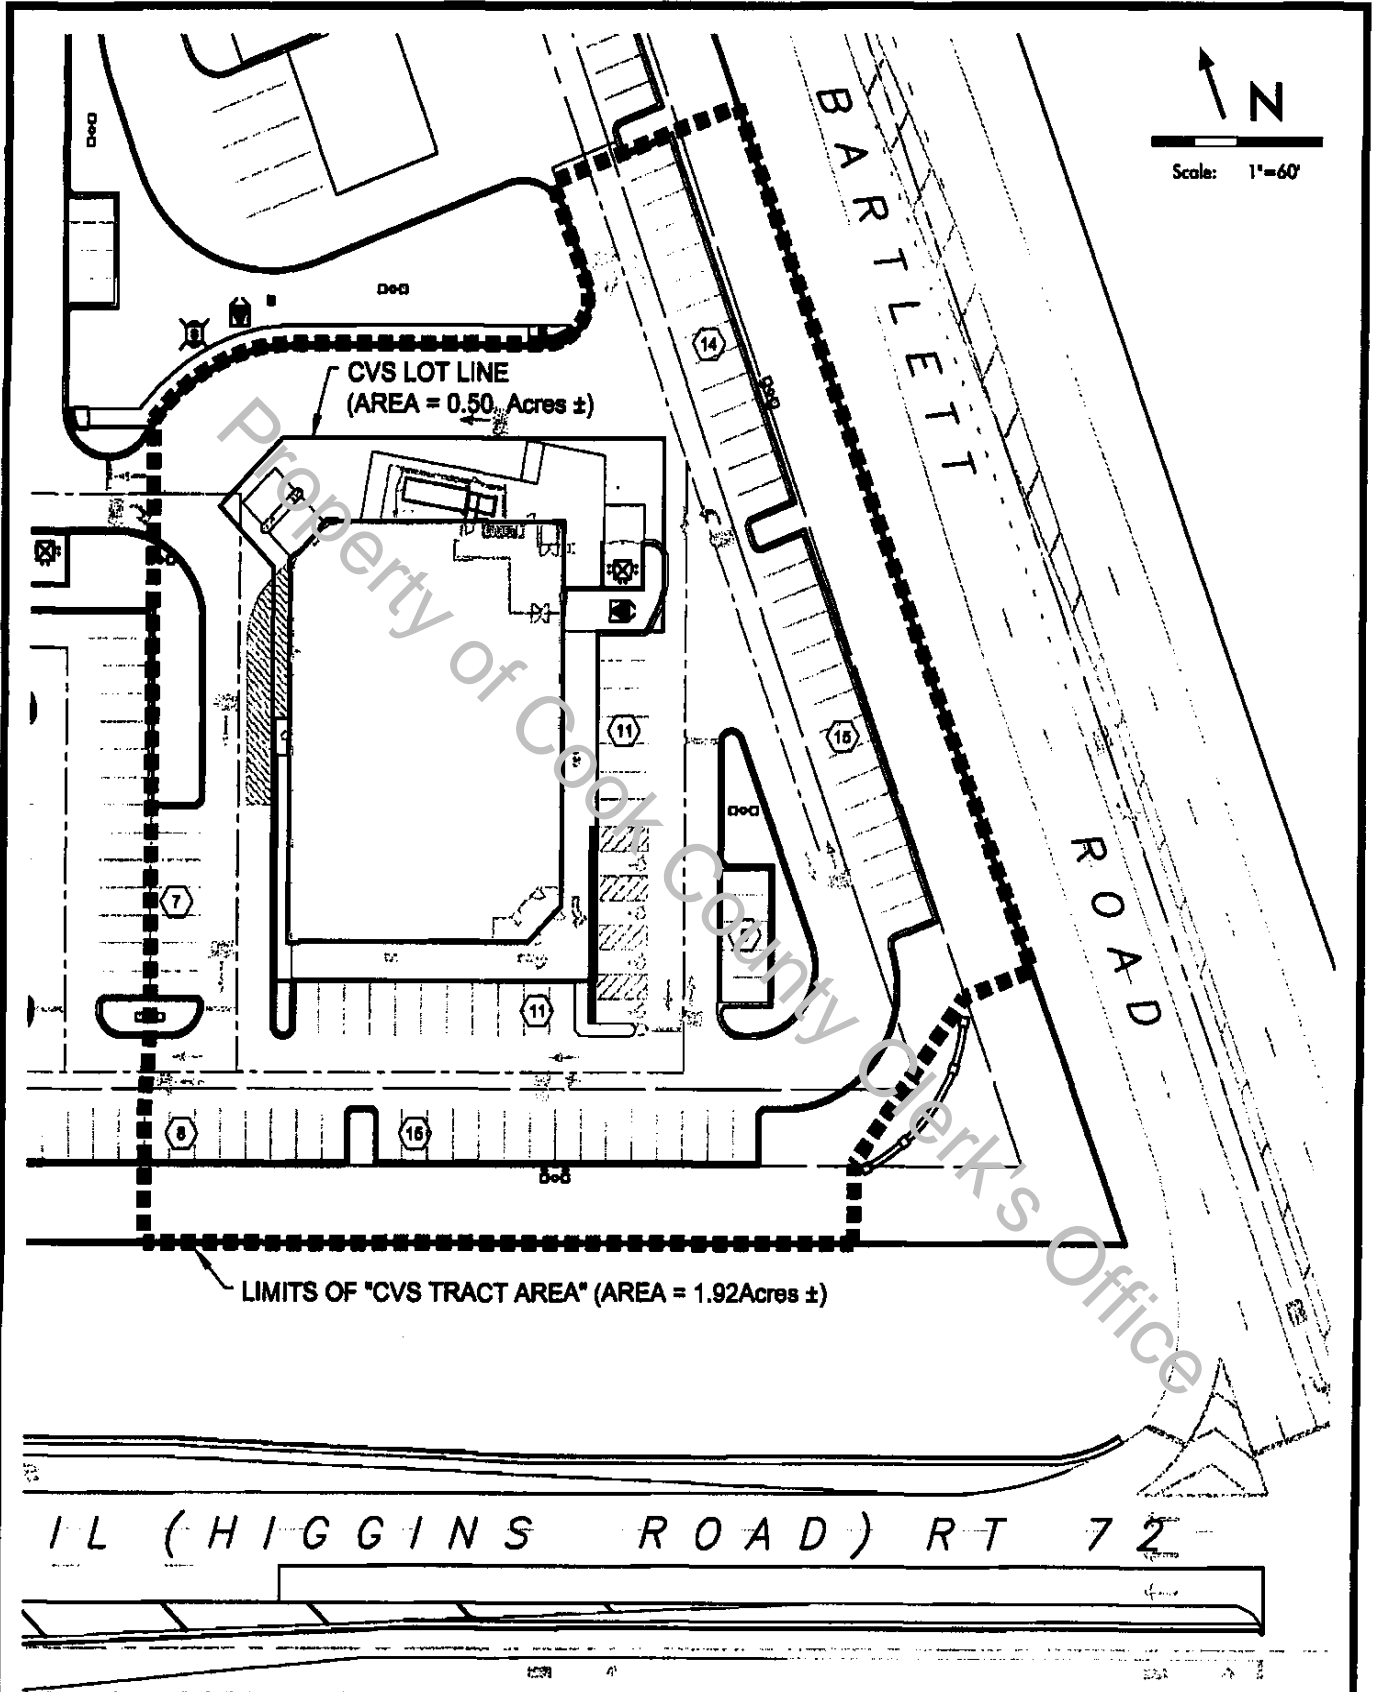 N
Scale: 1"=60'
BARTLETT ROAD
CVS LOT LINE
(AREA = 0.50 Acres ±)
14
15
11
7
11
8
15
LIMITS OF "CVS TRACT AREA" (AREA = 1.92Acres ±)
IL (HIGGINS ROAD) RT 72
Property of Cook County Clerk's Office